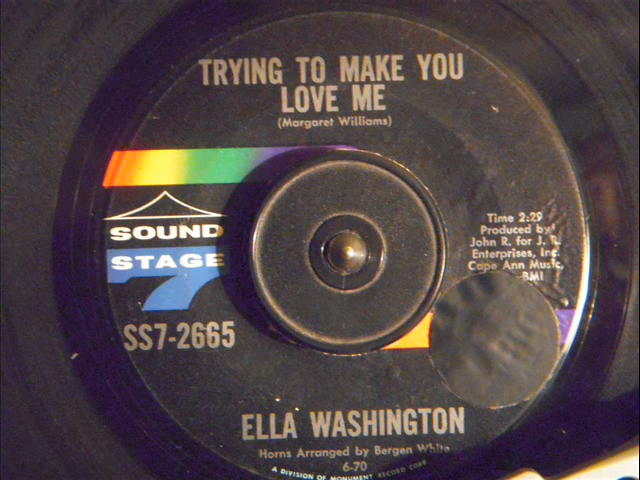 TRYING TO MAKE YOU
LOVE ME
(Margaret Williams)
SOUND
STAGE
7
SS7-2665
Time 2:29
Produced by
John R. for J. R.
Enterprises, Inc.
Cape Ann Music,
BMI
ELLA WASHINGTON
Horns Arranged by Bergen White
6-70
A DIVISION OF MONUMENT RECORD CORP